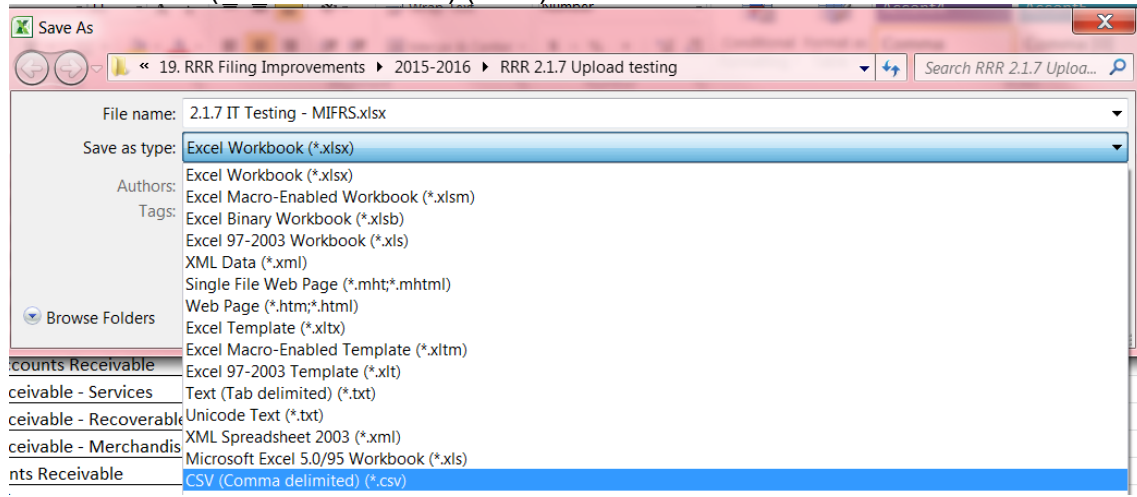 Wrap Text Number
Save As
« 19. RRR Filing Improvements 2015-2016 RRR 2.1.7 Upload testing Search RRR 2.1.7 Uploa...
File name: 2.1.7 IT Testing - MIFRS.xlsx
Save as type: Excel Workbook (*.xlsx)
Authors:
Tags:
Excel Workbook (*.xlsx)
Excel Macro-Enabled Workbook (*.xlsm)
Excel Binary Workbook (*.xlsb)
Excel 97-2003 Workbook (*.xls)
XML Data (*.xml)
Single File Web Page (*.mht;*.mhtml)
Web Page (*.htm;*.html)
Excel Template (*.xltx)
Excel Macro-Enabled Template (*.xltm)
Excel 97-2003 Template (*.xlt)
Text (Tab delimited) (*.txt)
Unicode Text (*.txt)
XML Spreadsheet 2003 (*.xml)
Microsoft Excel 5.0/95 Workbook (*.xls)
CSV (Comma delimited) (*.csv)
Browse Folders
ccounts Receivable
ceivable - Services
ceivable - Recoverable
ceivable - Merchandis
nts Receivable